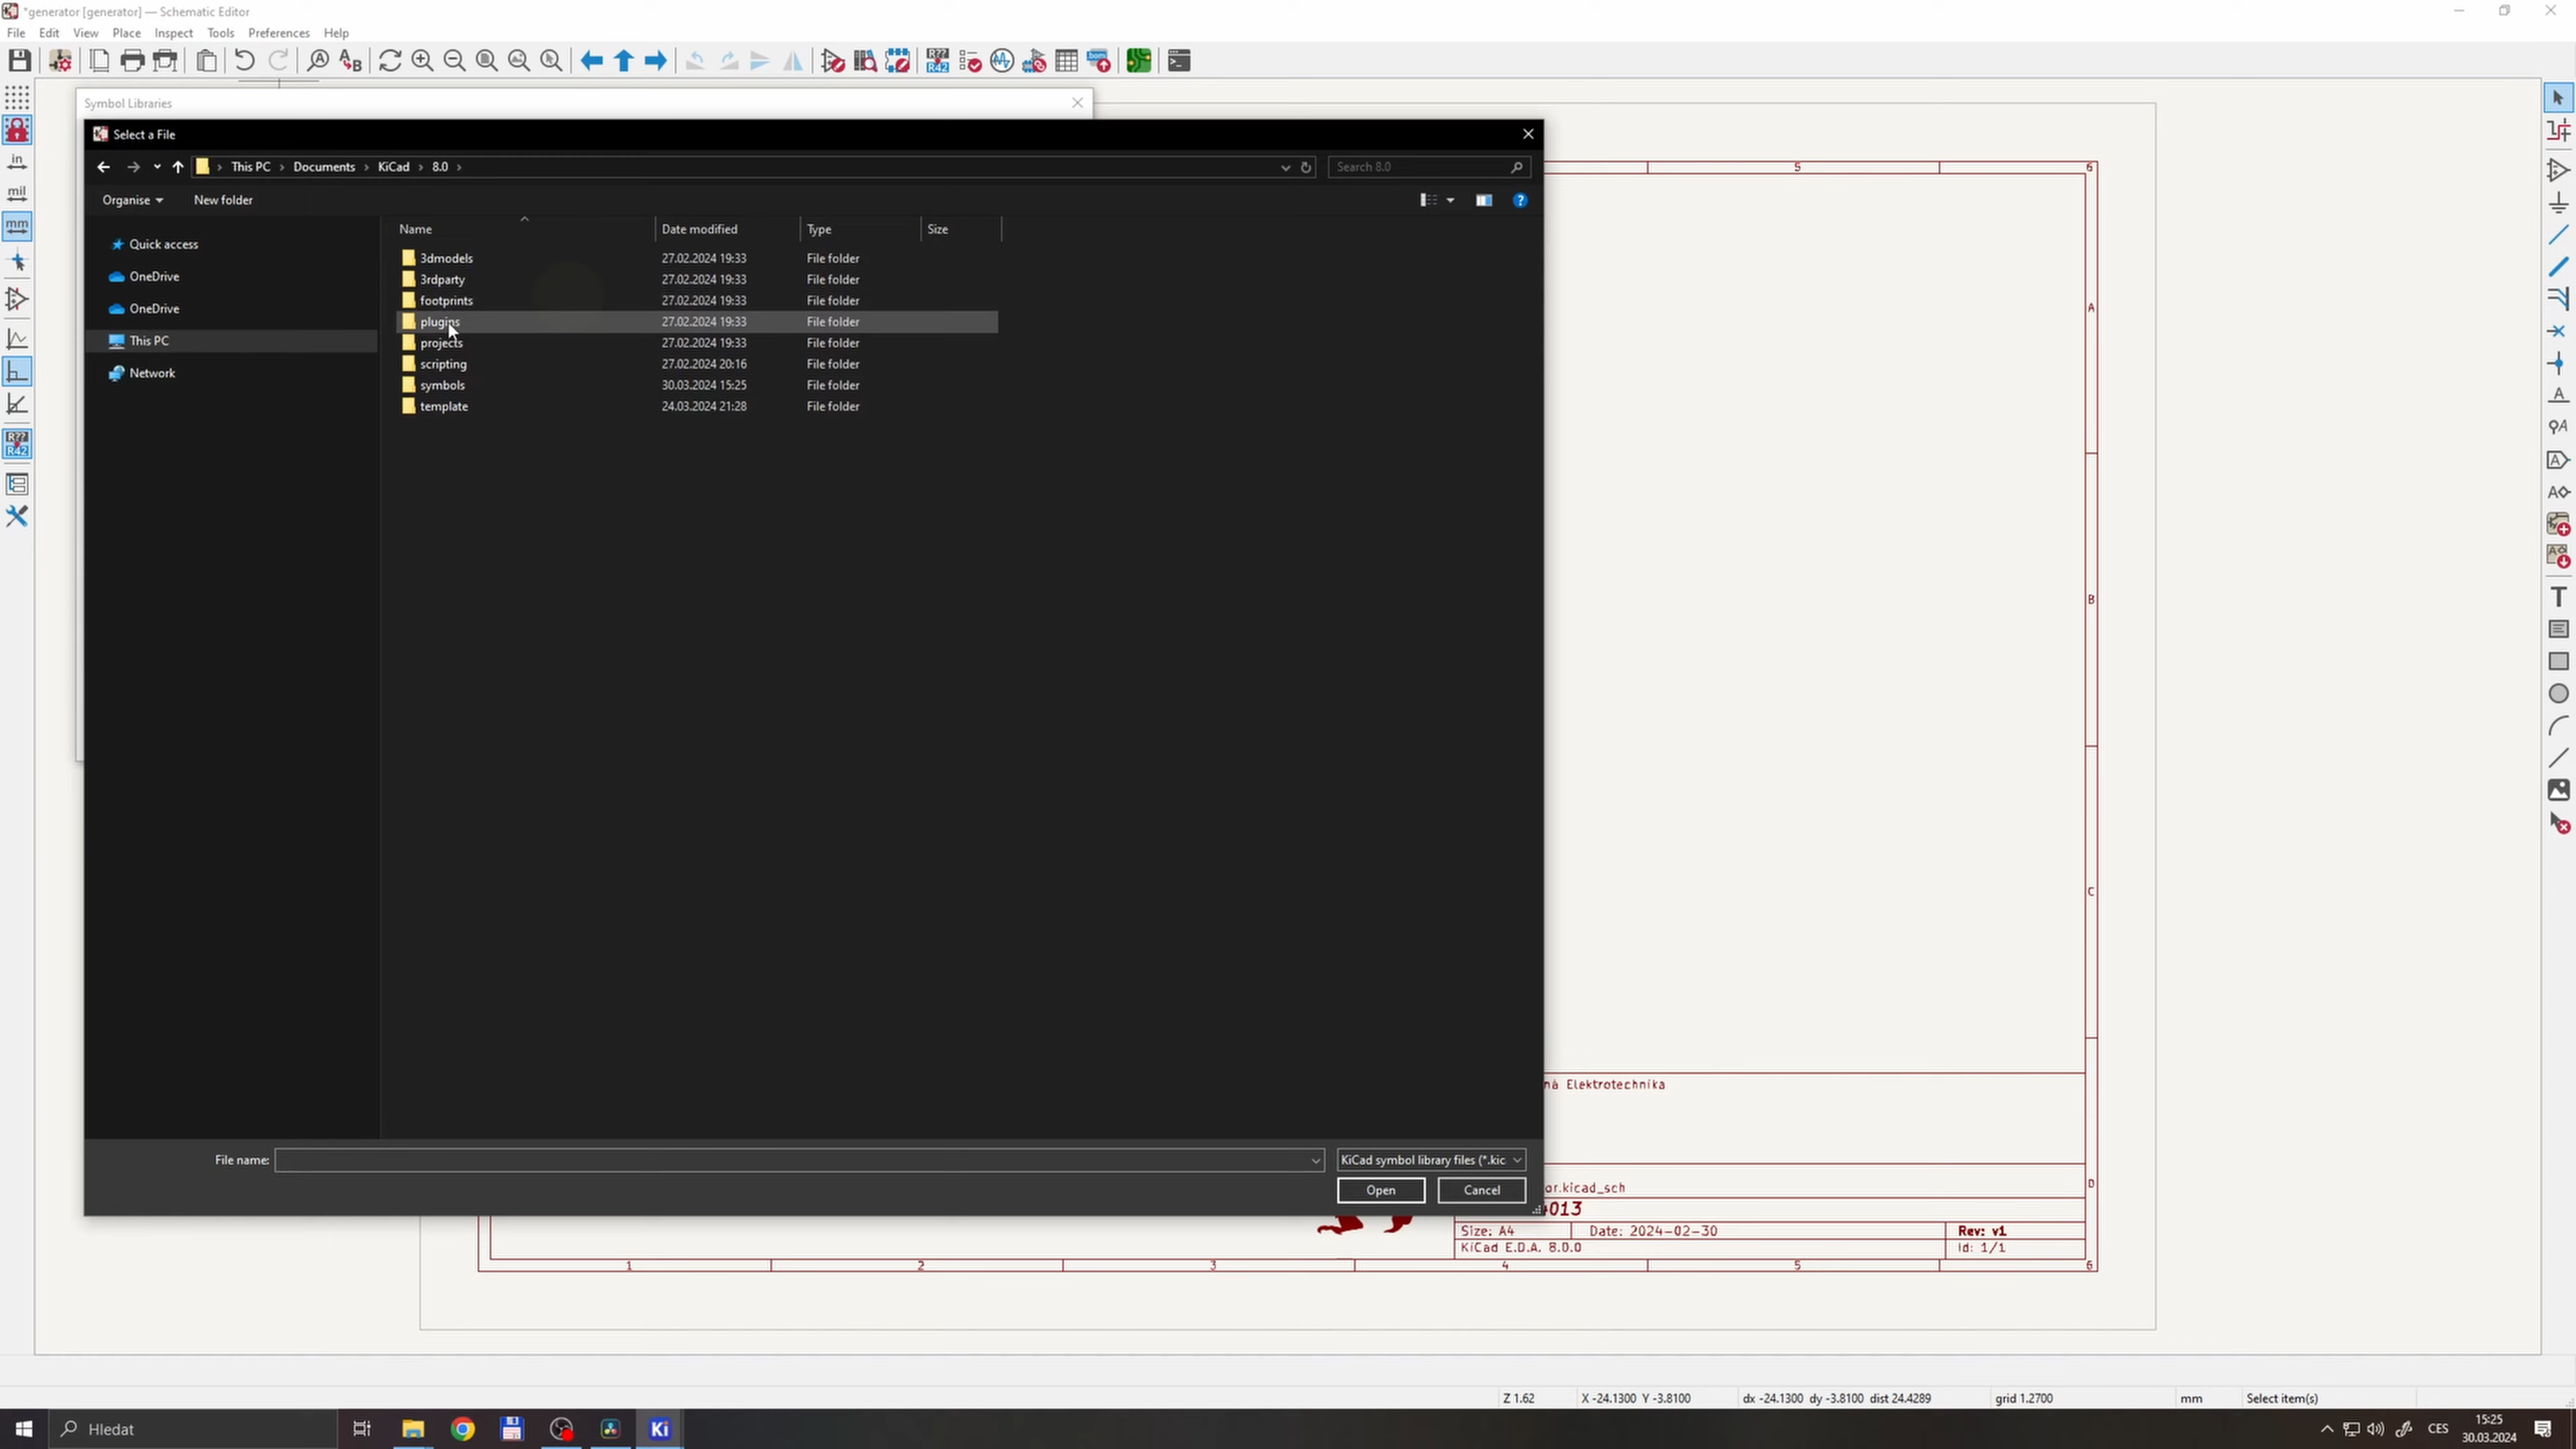 *generator [generator] — Schematic Editor
File Edit View Place Inspect Tools Preferences Help
Symbol Libraries
Select a File
This PC > Documents > KiCad > 8.0 >
Search 8.0
Organise New folder
Name Date modified Type Size
Quick access
OneDrive
OneDrive
This PC
Network
3dmodels 27.02.2024 19:33 File folder
3rdparty 27.02.2024 19:33 File folder
footprints 27.02.2024 19:33 File folder
plugins 27.02.2024 19:33 File folder
projects 27.02.2024 19:33 File folder
scripting 27.02.2024 20:16 File folder
symbols 30.03.2024 15:25 File folder
template 24.03.2024 21:28 File folder
File name:
KiCad symbol library files (*.kic
Open Cancel
in
mil
mm
R??
R42
R??
R42
bom
5 6
A
B
C
D
ná Elektrotechnika
or.kicad_sch
013
Size: A4 Date: 2024-02-30 Rev: v1
KiCad E.D.A. 8.0.0 Id: 1/1
1 2 3 4 5 6
Z 1.62 X -24.1300 Y -3.8100 dx -24.1300 dy -3.8100 dist 24.4289 grid 1.2700 mm Select item(s)
Hledat
Ki
CES
15:25
30.03.2024